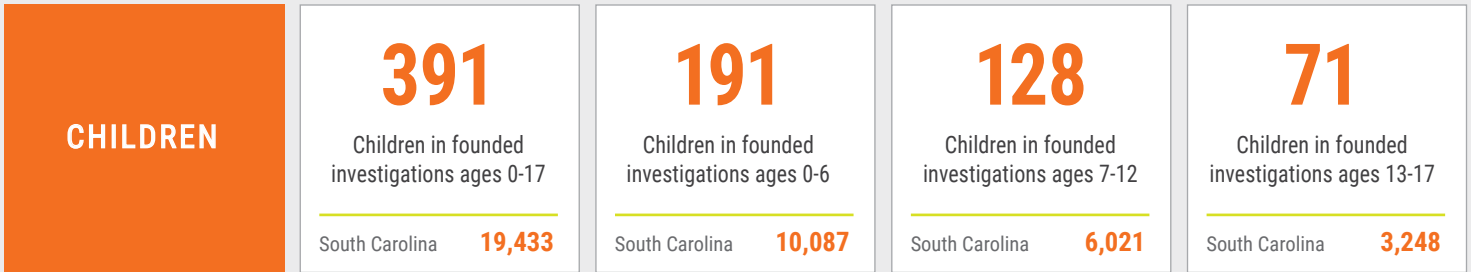 CHILDREN
391
Children in founded
investigations ages 0-17
South Carolina 19,433
191
Children in founded
investigations ages 0-6
South Carolina 10,087
128
Children in founded
investigations ages 7-12
South Carolina 6,021
71
Children in founded
investigations ages 13-17
South Carolina 3,248